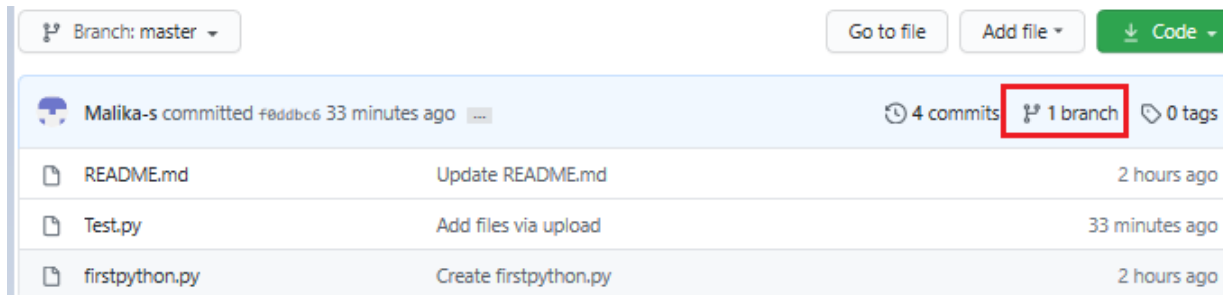 Branch: master Go to file Add file Code
Malika-s committed f0ddbc6 33 minutes ago ... 4 commits 1 branch 0 tags
README.md Update README.md 2 hours ago
Test.py Add files via upload 33 minutes ago
firstpython.py Create firstpython.py 2 hours ago